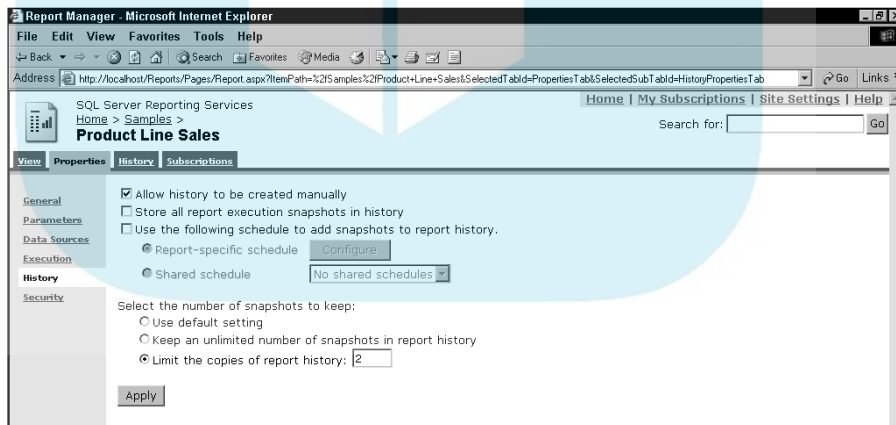 Report Manager - Microsoft Internet Explorer
File Edit View Favorites Tools Help
Back Search Favorites Media
Address http://localhost/Reports/Pages/Report.aspx?ItemPath=%2fSamples%2fProduct+Line+Sales&SelectedTabId=PropertiesTab&SelectedSubTabId=HistoryPropertiesTab Go Links
SQL Server Reporting Services
Home | My Subscriptions | Site Settings | Help
Home > Samples >
Product Line Sales
Search for: Go
View Properties History Subscriptions
General
Parameters
Data Sources
Execution
History
Security
Allow history to be created manually
Store all report execution snapshots in history
Use the following schedule to add snapshots to report history.
Report-specific schedule Configure
Shared schedule No shared schedules
Select the number of snapshots to keep:
Use default setting
Keep an unlimited number of snapshots in report history
Limit the copies of report history: 2
Apply